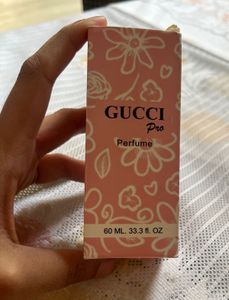 GUCCI
Pro
Perfume
60 ML. 33.3 fl. OZ